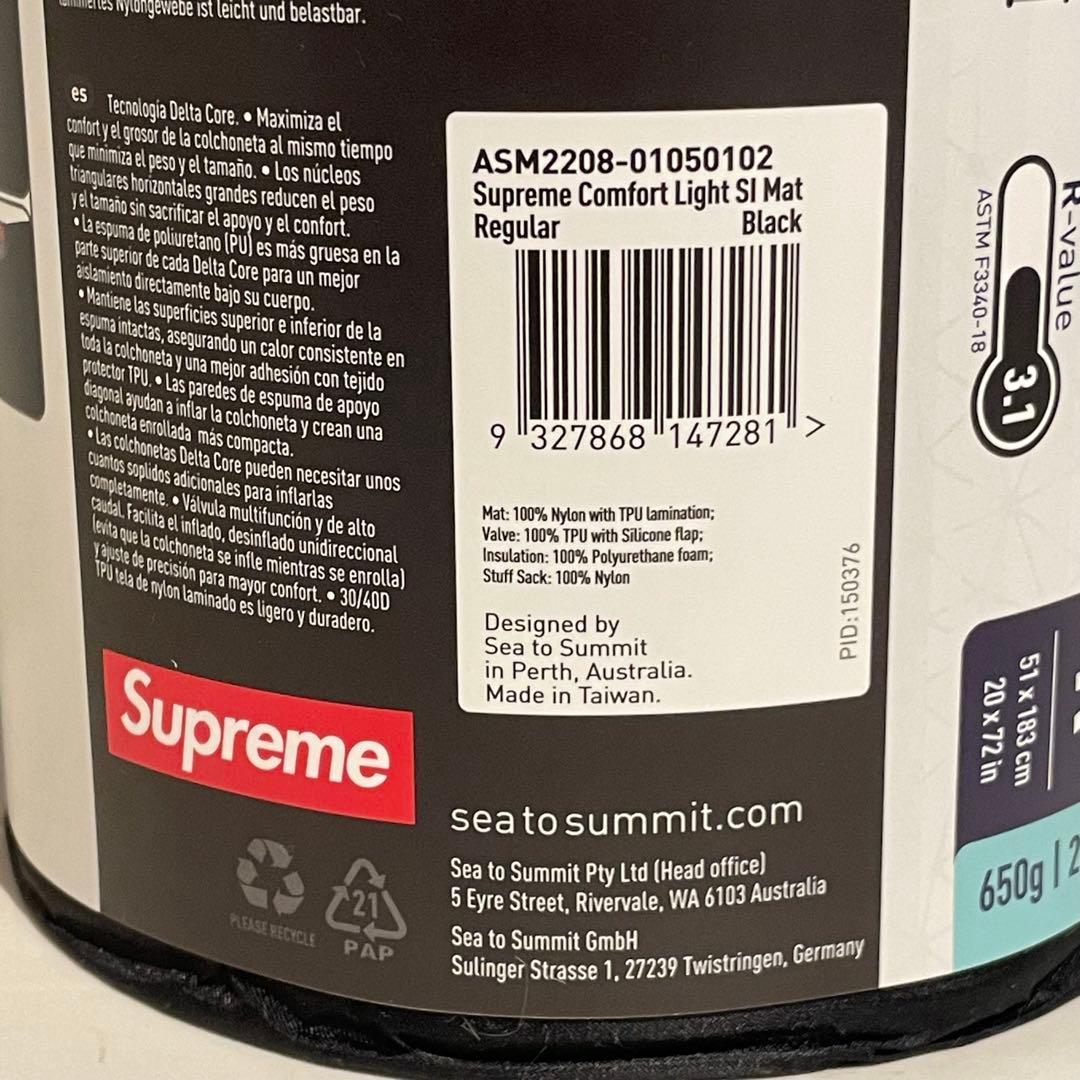 Nylongewebe ist leicht und belastbar.
es Tecnología Delta Core. • Maximiza el
confort y el grosor de la colchoneta al mismo tiempo
que minimiza el peso y el tamaño. • Los núcleos
triangulares horizontales grandes reducen el peso
y el tamaño sin sacrificar el apoyo y el confort.
• La espuma de poliuretano (PU) es más gruesa en la
parte superior de cada Delta Core para un mejor
aislamiento directamente bajo su cuerpo.
• Mantiene las superficies superior e inferior de la
espuma intactas, asegurando un calor consistente en
toda la colchoneta y una mejor adhesión con tejido
protector TPU. • Las paredes de espuma de apoyo
diagonal ayudan a inflar la colchoneta y crean una
colchoneta enrollada más compacta.
• Las colchonetas Delta Core pueden necesitar unos
cuantos soplidos adicionales para inflarlas
completamente. • Válvula multifunción y de alto
caudal. Facilita el inflado, desinflado unidireccional
(evita que la colchoneta se infle mientras se enrolla)
y ajuste de precisión para mayor confort. • 30/40D
TPU tela de nylon laminado es ligero y duradero.
Supreme
PLEASE RECYCLE
21
PAP
ASM2208-01050102
Supreme Comfort Light SI Mat
Regular Black
9 327868 147281 >
Mat: 100% Nylon with TPU lamination;
Valve: 100% TPU with Silicone flap;
Insulation: 100% Polyurethane foam;
Stuff Sack: 100% Nylon
Designed by
Sea to Summit
in Perth, Australia.
Made in Taiwan.
PID:150376
seatosummit.com
Sea to Summit Pty Ltd (Head office)
5 Eyre Street, Rivervale, WA 6103 Australia
Sea to Summit GmbH
Sulinger Strasse 1, 27239 Twistringen, Germany
R-value
ASTM F3340-18
3.1
51 x 183 cm
20 x 72 in
650g | 2